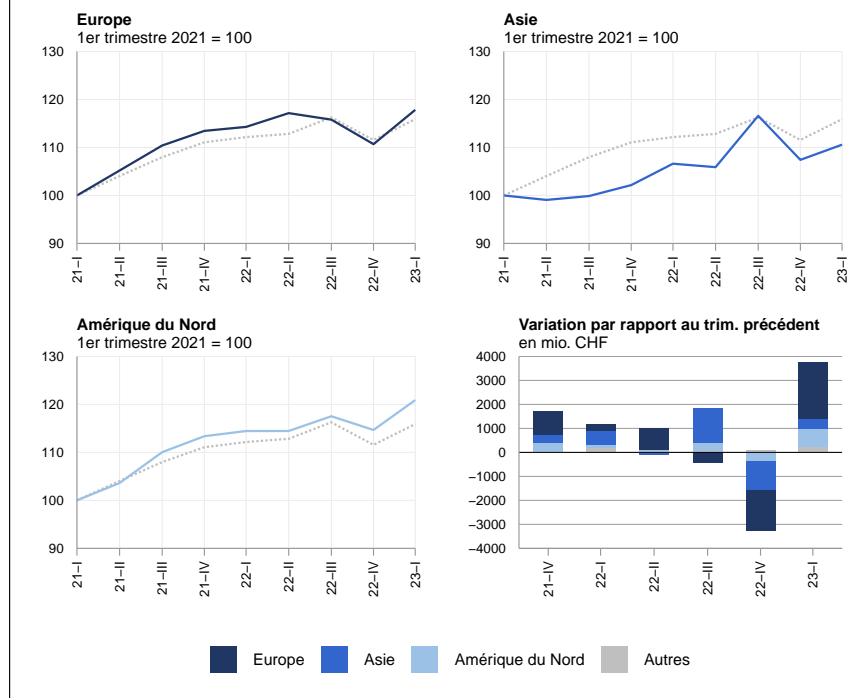 Europe
1er trimestre 2021 = 100
130
120
110
100
90
21–I
21–II
21–III
21–IV
22–I
22–II
22–III
22–IV
23–I
Asie
1er trimestre 2021 = 100
130
120
110
100
90
21–I
21–II
21–III
21–IV
22–I
22–II
22–III
22–IV
23–I
Amérique du Nord
1er trimestre 2021 = 100
130
120
110
100
90
21–I
21–II
21–III
21–IV
22–I
22–II
22–III
22–IV
23–I
Variation par rapport au trim. précédent
en mio. CHF
4000
3000
2000
1000
0
–1000
–2000
–3000
–4000
21–IV
22–I
22–II
22–III
22–IV
23–I
Europe Asie Amérique du Nord Autres